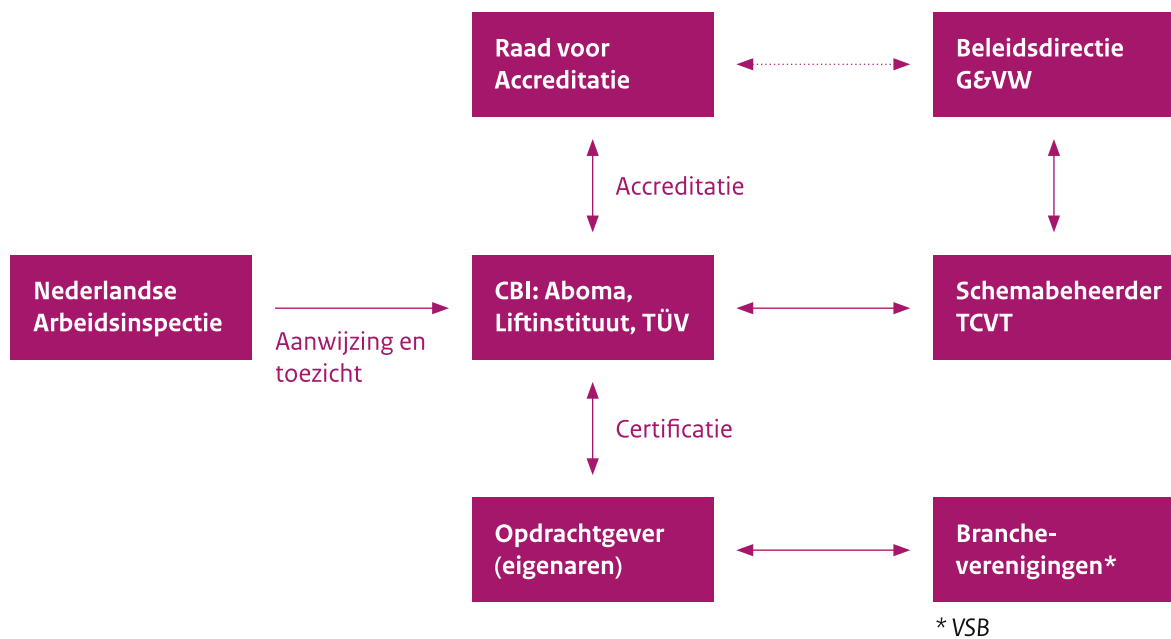 Raad voor
Accreditatie
Beleidsdirectie
G&VW
Accreditatie
Nederlandse
Arbeidsinspectie
Aanwijzing en
toezicht
CBI: Aboma,
Liftinstituut, TÜV
Schemabeheerder
TCVT
Certificatie
Opdrachtgever
(eigenaren)
Branche-
verenigingen*
* VSB